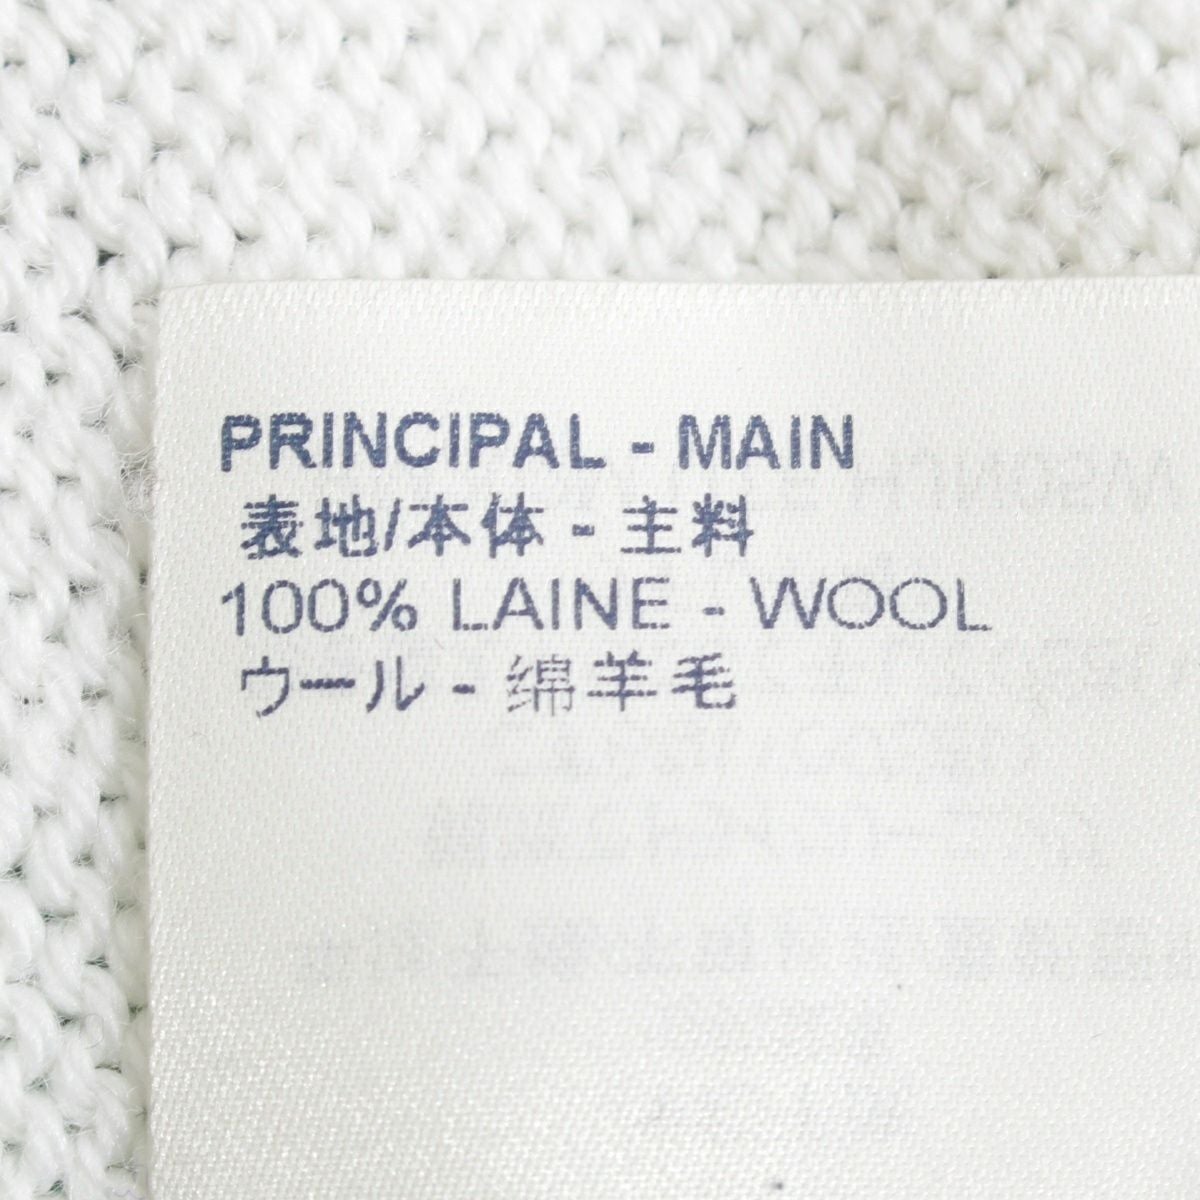 PRINCIPAL - MAIN
表地/本体 - 主料
100% LAINE - WOOL
ウール - 绵羊毛